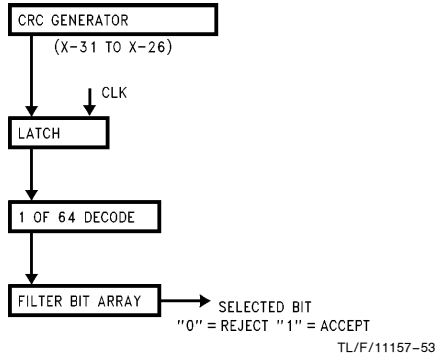 CRC GENERATOR
(X-31 TO X-26)
CLK
LATCH
1 OF 64 DECODE
FILTER BIT ARRAY
SELECTED BIT
"0" = REJECT "1" = ACCEPT
TL/F/11157-53